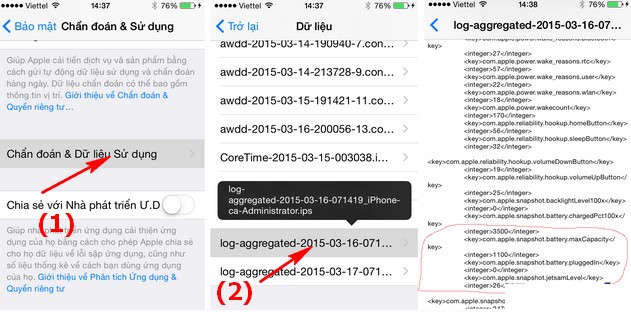 Viettel 14:37 76%
Bảo mật Chẩn đoán & Sử dụng
Giúp Apple cải tiến dịch vụ và sản phẩm bằng
cách gửi tự động dữ liệu sử dụng và chẩn đoán
hàng ngày. Dữ liệu chẩn đoán có thể bao gồm
thông tin vị trí. Giới thiệu về Chẩn đoán &
Quyền riêng tư...
Chẩn đoán & Dữ liệu Sử dụng
Chia sẻ với Nhà phát triển Ư.D
(1)
Giúp nhà phát triển ứng dụng cải thiện ứng
dụng của họ bằng cách cho phép Apple chia sẻ
cho họ dữ liệu về lỗi sập ứng dụng, cũng như số
liệu thống kê về cách bạn dùng ứng dụng
của họ. Giới thiệu về Phân tích Ứng dụng &
Quyền riêng tư...
Viettel 14:37 76%
Trở lại Dữ liệu
awdd-2015-03-14-190940-7.con...
awdd-2015-03-14-213728-9.con...
awdd-2015-03-15-191421-11.co...
awdd-2015-03-16-200056-13.co...
CoreTime-2015-03-15-003038.i...
log-
aggregated-2015-03-16-071419_iPhone-
ca-Administrator.ips
log-aggregated-2015-03-16-071...
(2)
log-aggregated-2015-03-17-071...
Viettel 14:38 76%
log-aggregated-2015-03-16-07...
key>
<integer>27</integer>
<key>com.apple.power.wake_reasons.rtc</key>
<integer>57</integer>
<key>com.apple.power.wake_reasons.user</key>
<integer>22</integer>
<key>com.apple.power.wake_reasons.wlan</key>
<integer>18</integer>
<key>com.apple.power.wakecount</key>
<integer>170</integer>
<key>com.apple.reliability.hookup.homeButton</key>
<integer>56</integer>
<key>com.apple.reliability.hookup.sleepButton</key>
<integer>32</integer>
<key>com.apple.reliability.hookup.volumeDownButton</key>
<integer>19</integer>
<key>com.apple.reliability.hookup.volumeUpButton</
key>
<integer>25</integer>
<key>com.apple.snapshot.backlightLevel100x</key>
<integer>0</integer>
<key>com.apple.snapshot.battery.chargedPct100x</
key>
<integer>3500</integer>
<key>com.apple.snapshot.battery.maxCapacity</
key>
<integer>1100</integer>
<key>com.apple.snapshot.battery.pluggedIn</key>
<integer>0</integer>
<key>com.apple.snapshot.jetsamLevel</key>
<integer>26
<key>com.apple.snapshot